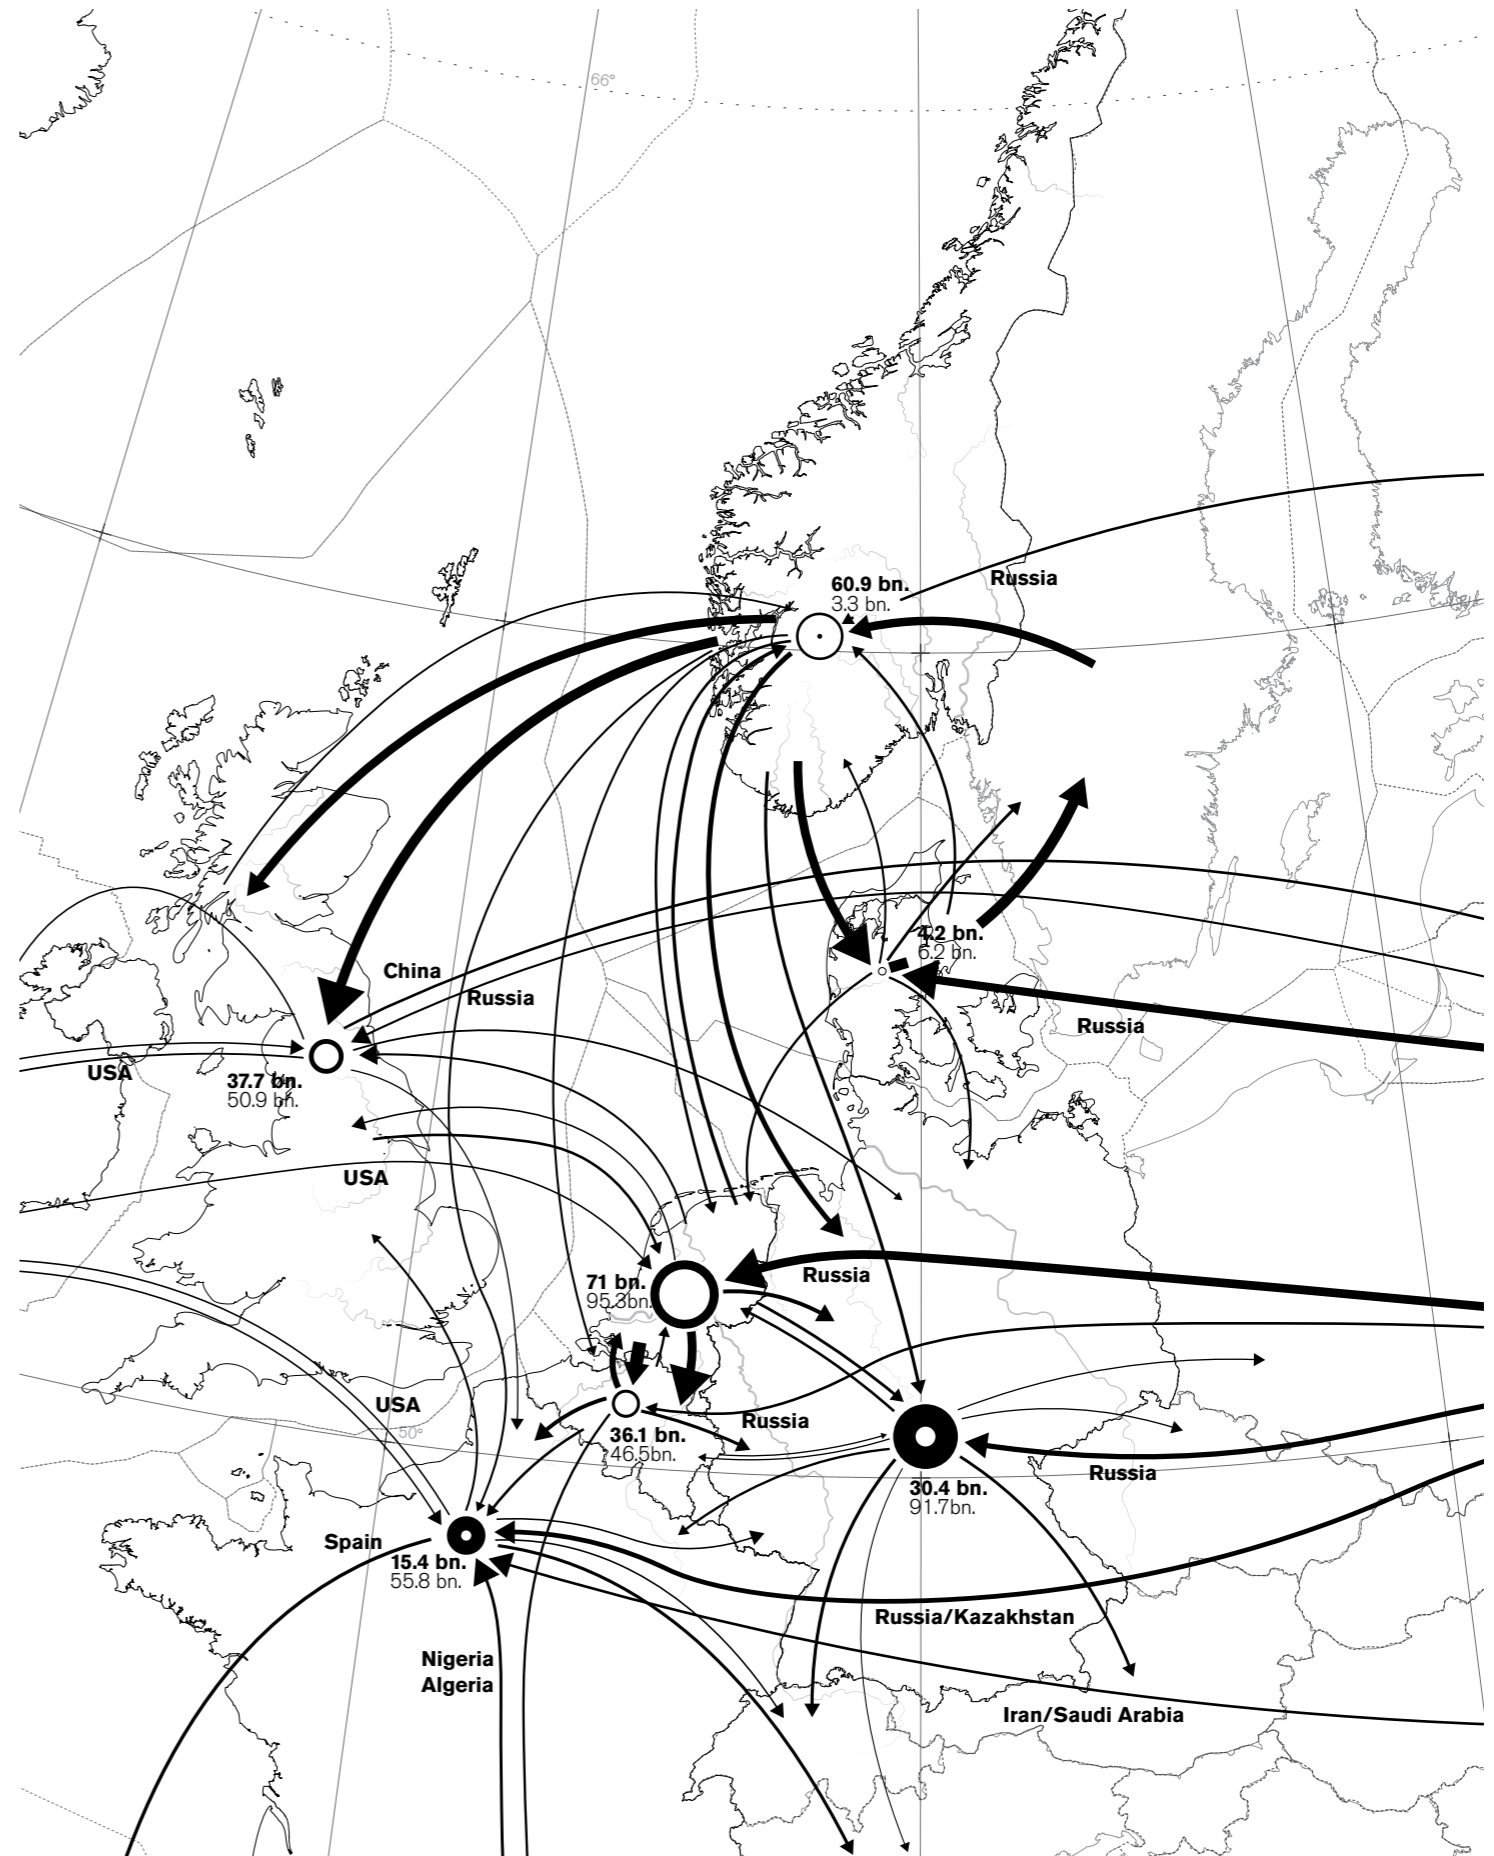 66°
60.9 bn.
3.3 bn.
Russia
4.2 bn.
6.2 bn.
China
Russia
Russia
USA
37.7 bn.
50.9 bn.
USA
Russia
71 bn.
95.3bn.
USA
50°
Russia
36.1 bn.
46.5bn.
Russia
30.4 bn.
91.7bn.
Spain
15.4 bn.
55.8 bn.
Russia/Kazakhstan
Nigeria
Algeria
Iran/Saudi Arabia